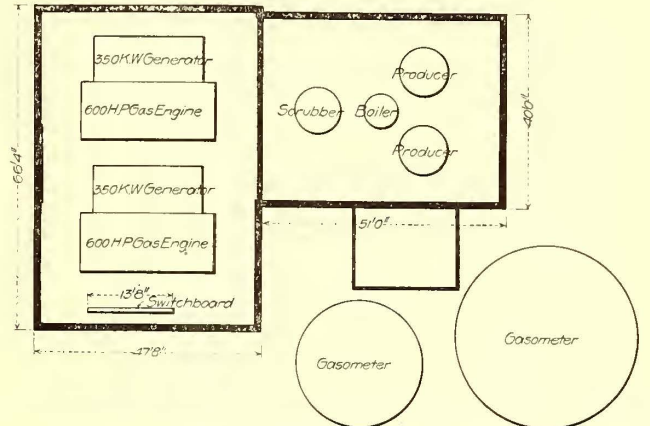 350 K.W Generator
600 H.P Gas Engine
350 K.W Generator
600 H.P Gas Engine
13'8"
Switchboard
66'4"
47'8"
Producer
Scrubber
Boiler
Producer
40'0"
51'0"
Gasometer
Gasometer